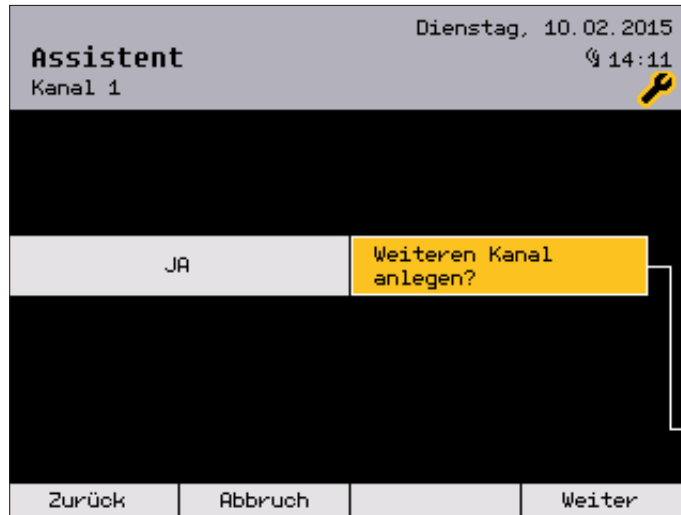 Dienstag, 10.02.2015
Assistent
14:11
Kanal 1
JA
Weiteren Kanal
anlegen?
Zurück
Abbruch
Weiter